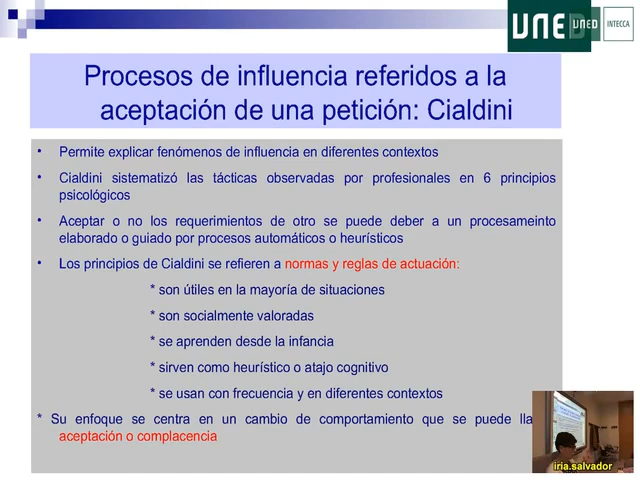 UNED
UNED
INTECCA
Procesos de influencia referidos a la
aceptación de una petición: Cialdini
• Permite explicar fenómenos de influencia en diferentes contextos
• Cialdini sistematizó las tácticas observadas por profesionales en 6 principios
psicológicos
• Aceptar o no los requerimientos de otro se puede deber a un procesameinto
elaborado o guiado por procesos automáticos o heurísticos
• Los principios de Cialdini se refieren a normas y reglas de actuación:
* son útiles en la mayoría de situaciones
* son socialmente valoradas
* se aprenden desde la infancia
* sirven como heurístico o atajo cognitivo
* se usan con frecuencia y en diferentes contextos
* Su enfoque se centra en un cambio de comportamiento que se puede
aceptación o complacencia
iria.salvador